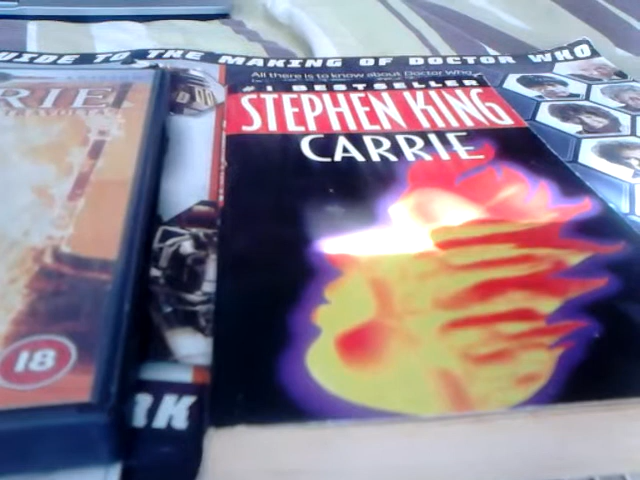 GUIDE TO THE MAKING OF DOCTOR WHO
All there is to know about Doctor Who
#1 BESTSELLER
STEPHEN KING
CARRIE
RIE
18
RK